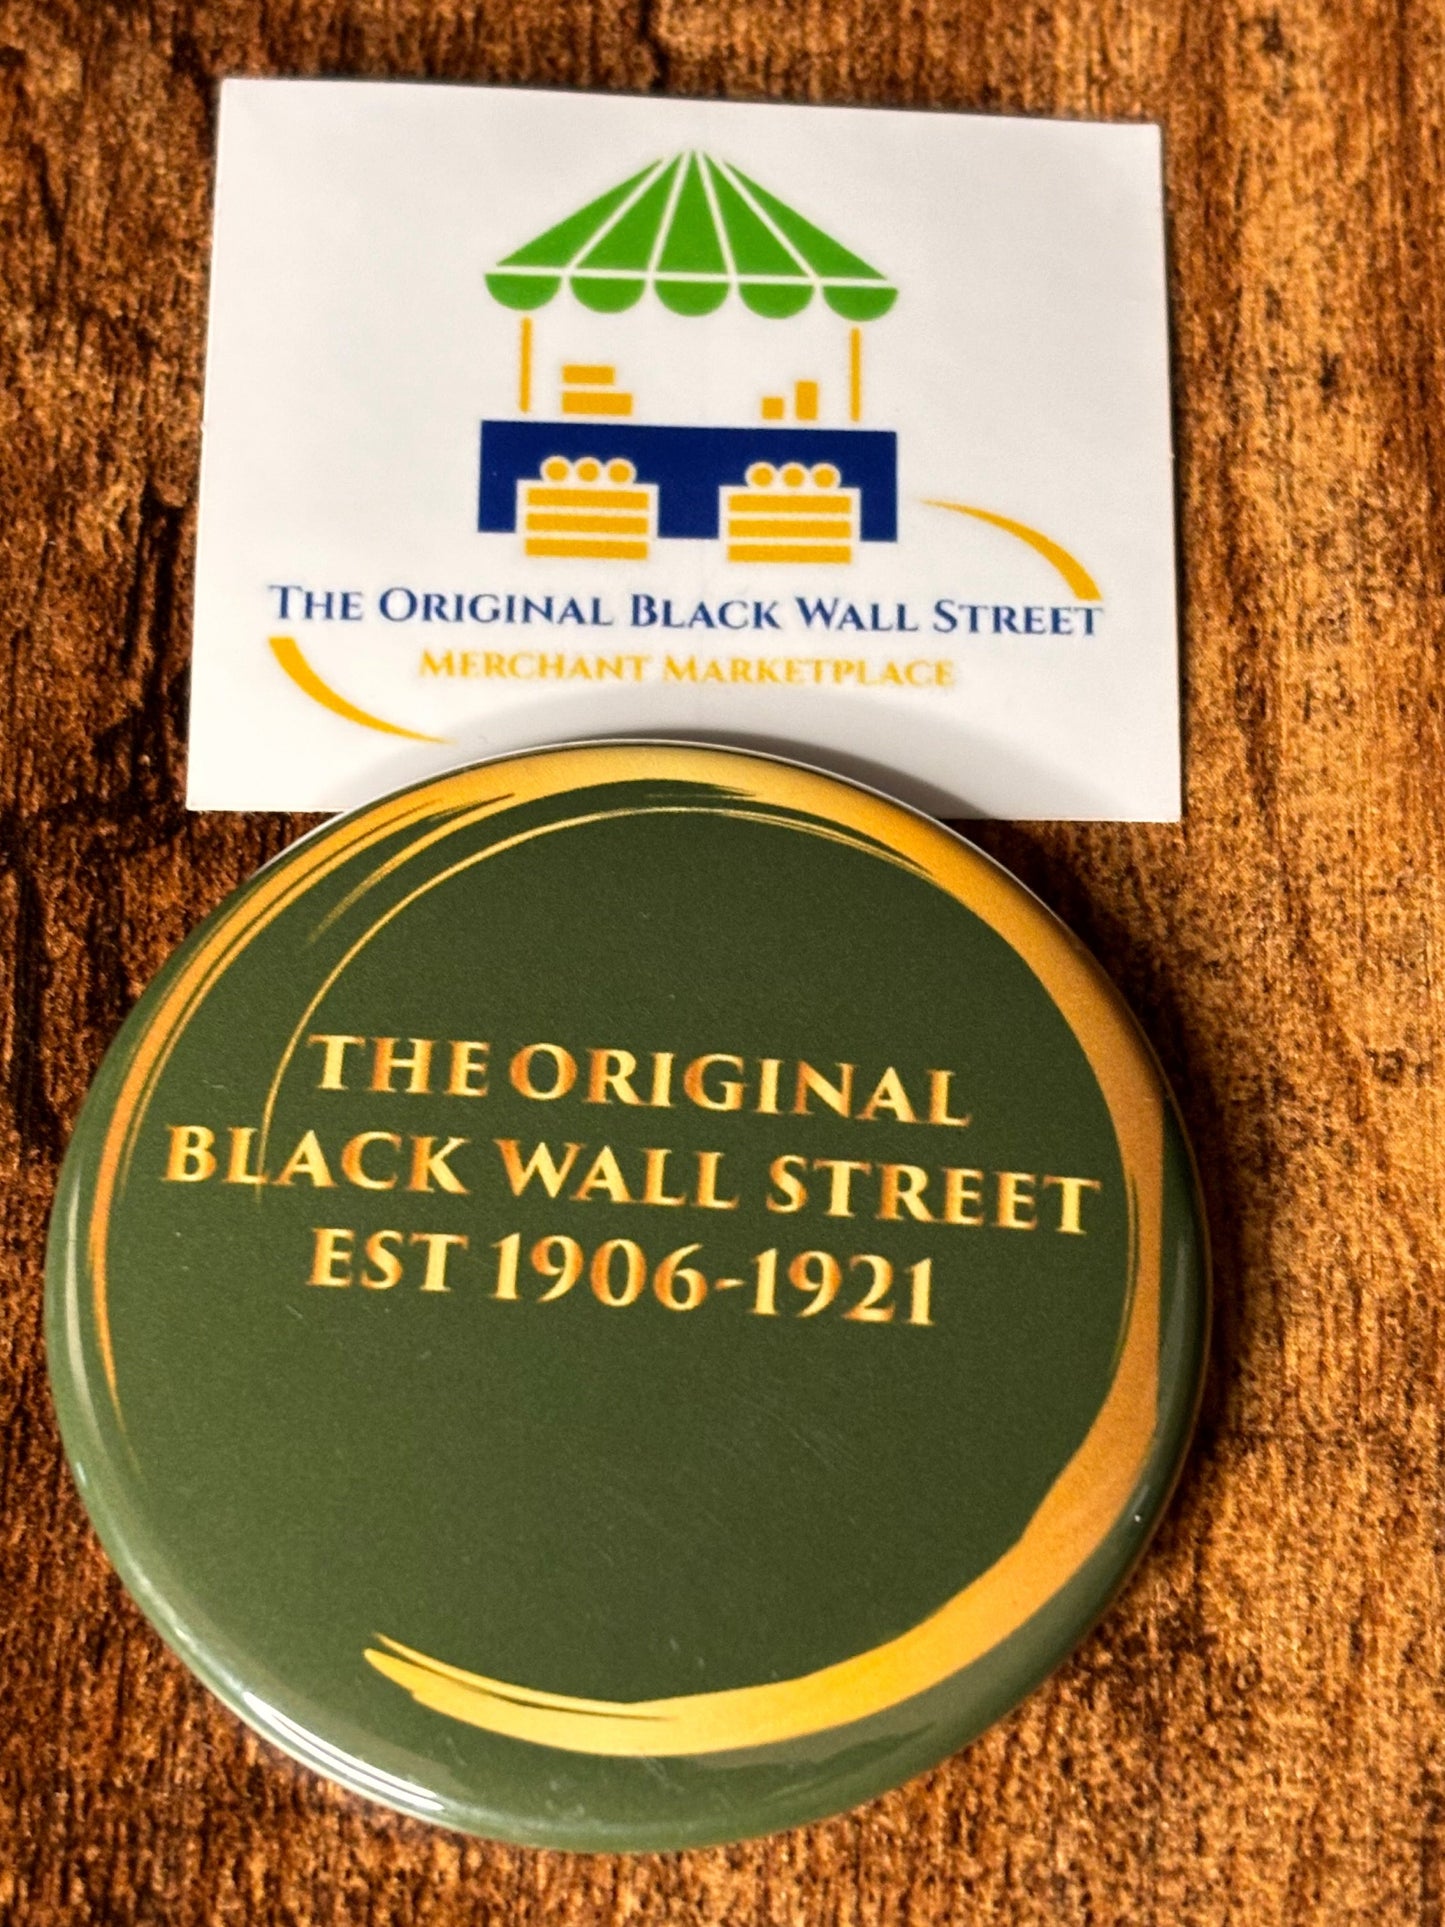 The Original Black Wall Street
Merchant Marketplace
THE ORIGINAL
BLACK WALL STREET
EST 1906-1921